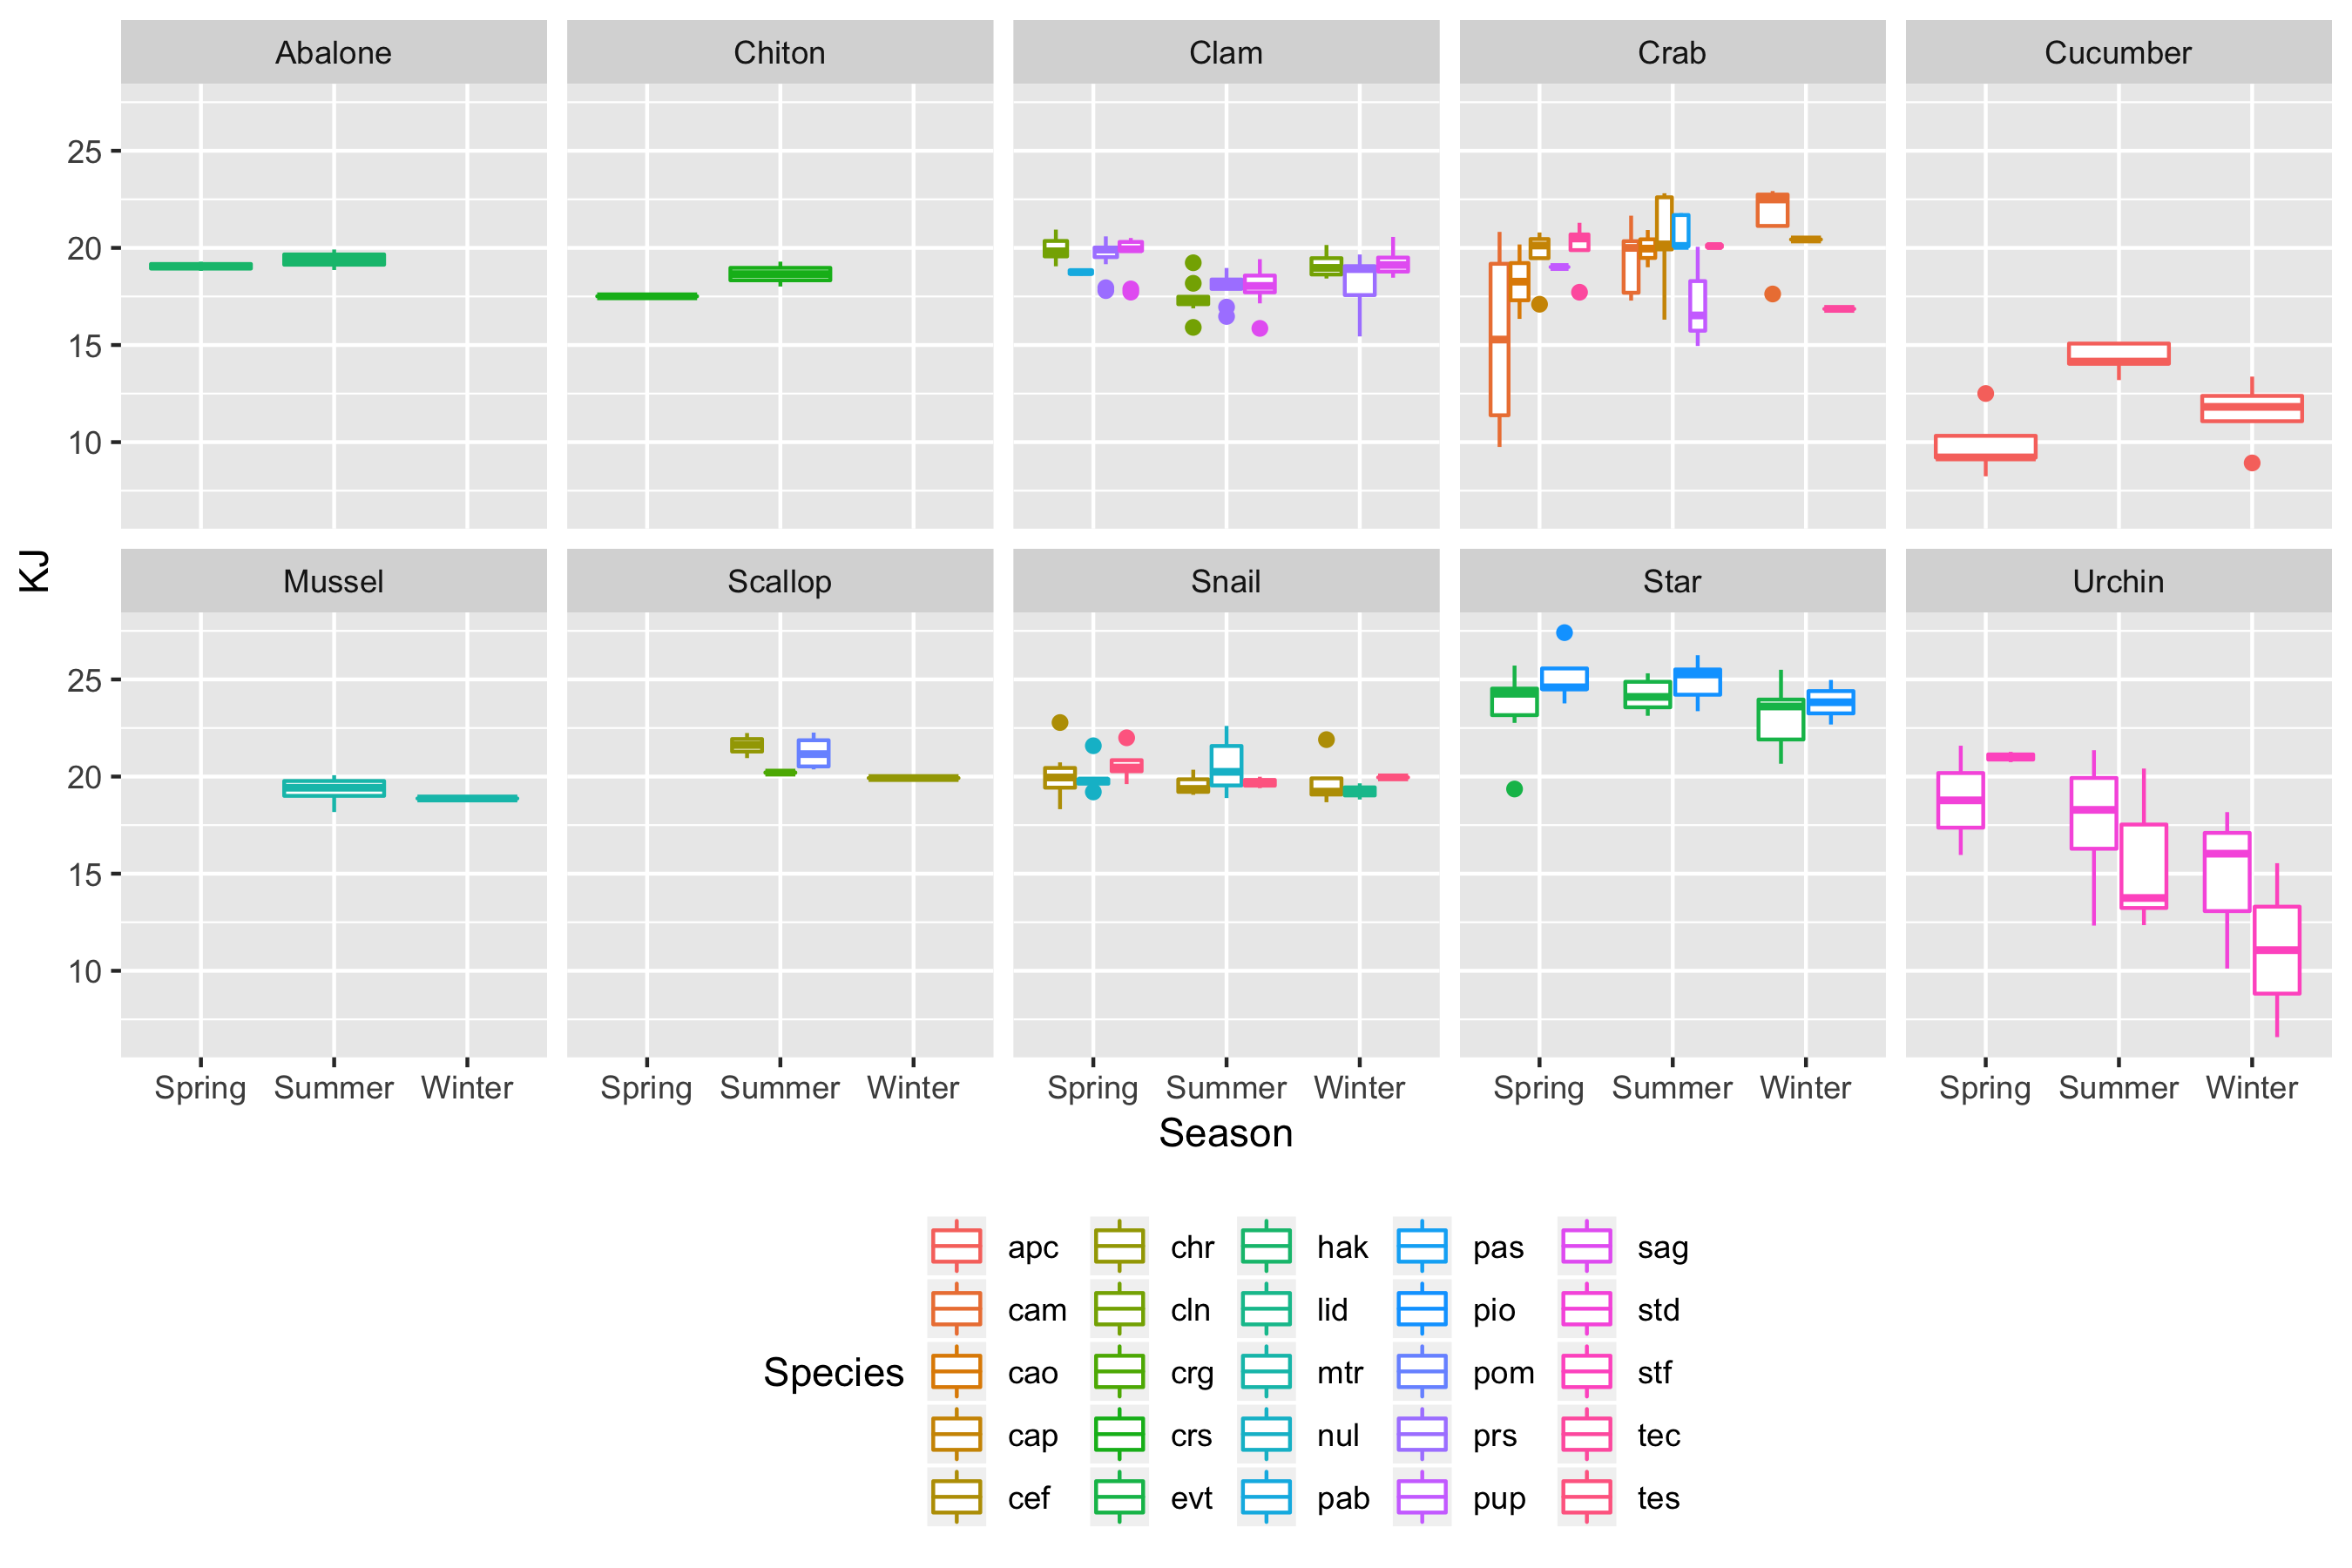 Abalone Chiton Clam Crab Cucumber
25
20
15
10
KJ
Mussel Scallop Snail Star Urchin
25
20
15
10
Spring Summer Winter Spring Summer Winter Spring Summer Winter Spring Summer Winter Spring Summer Winter
Season
Species
apc chr hak pas sag
cam cln lid pio std
cao crg mtr pom stf
cap crs nul prs tec
cef evt pab pup tes